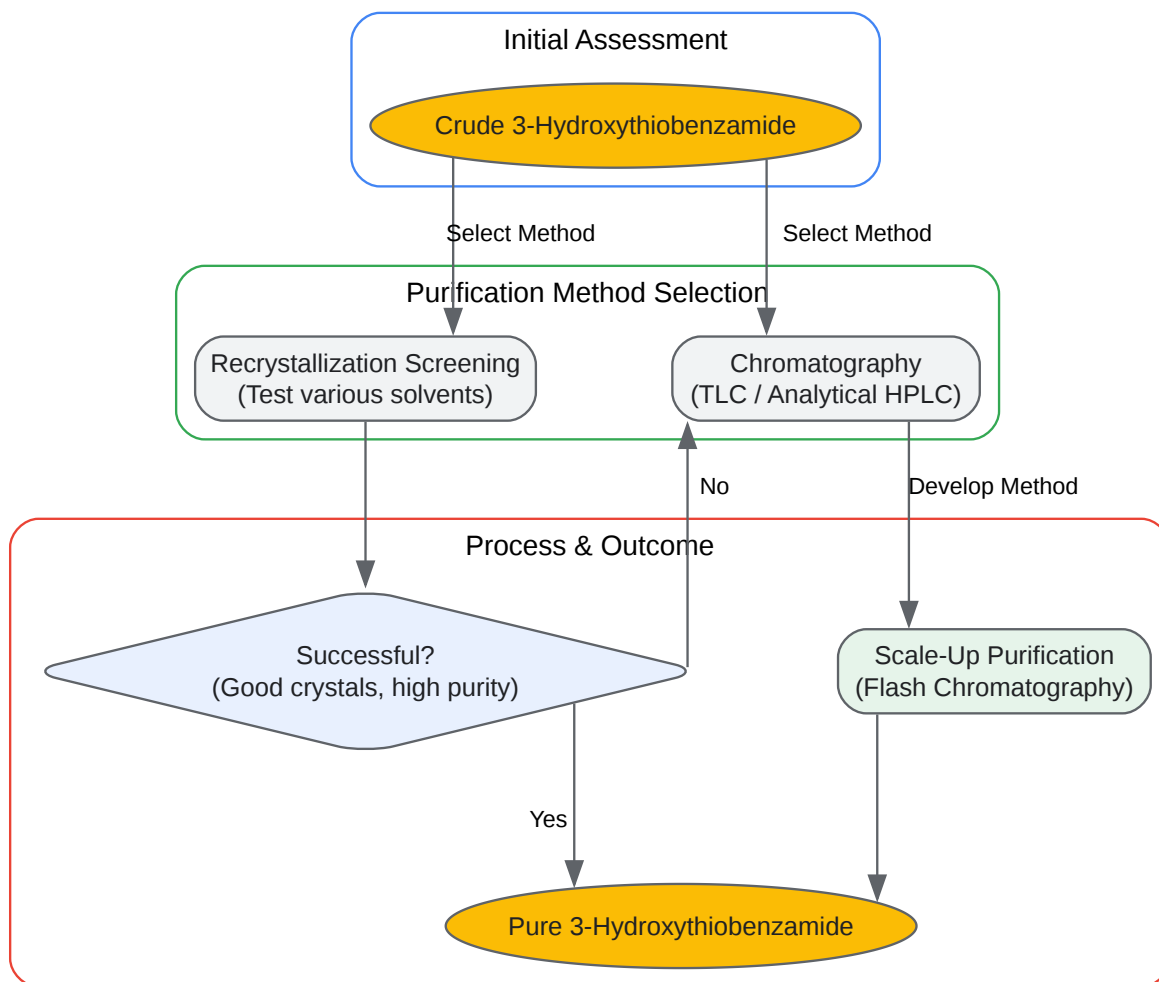 Initial Assessment
Crude 3-Hydroxythiobenzamide
Select Method
Select Method
Purification Method Selection
Recrystallization Screening
(Test various solvents)
Chromatography
(TLC / Analytical HPLC)
No
Develop Method
Process & Outcome
Successful?
(Good crystals, high purity)
Scale-Up Purification
(Flash Chromatography)
Yes
Pure 3-Hydroxythiobenzamide